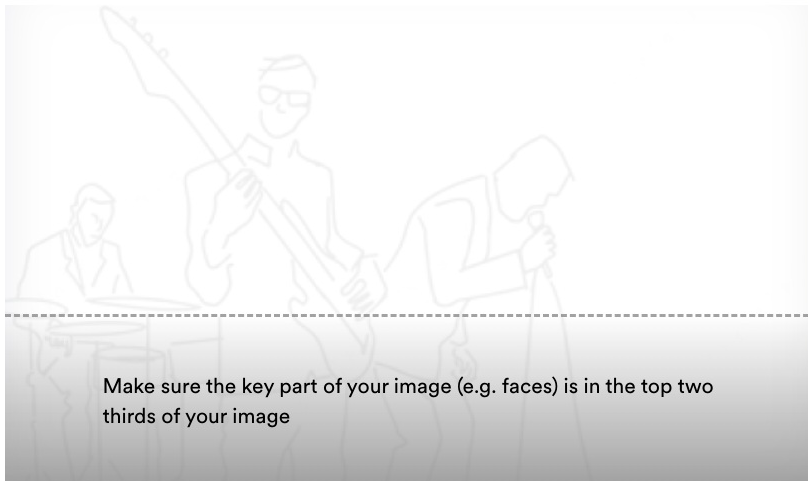 Make sure the key part of your image (e.g. faces) is in the top two
thirds of your image